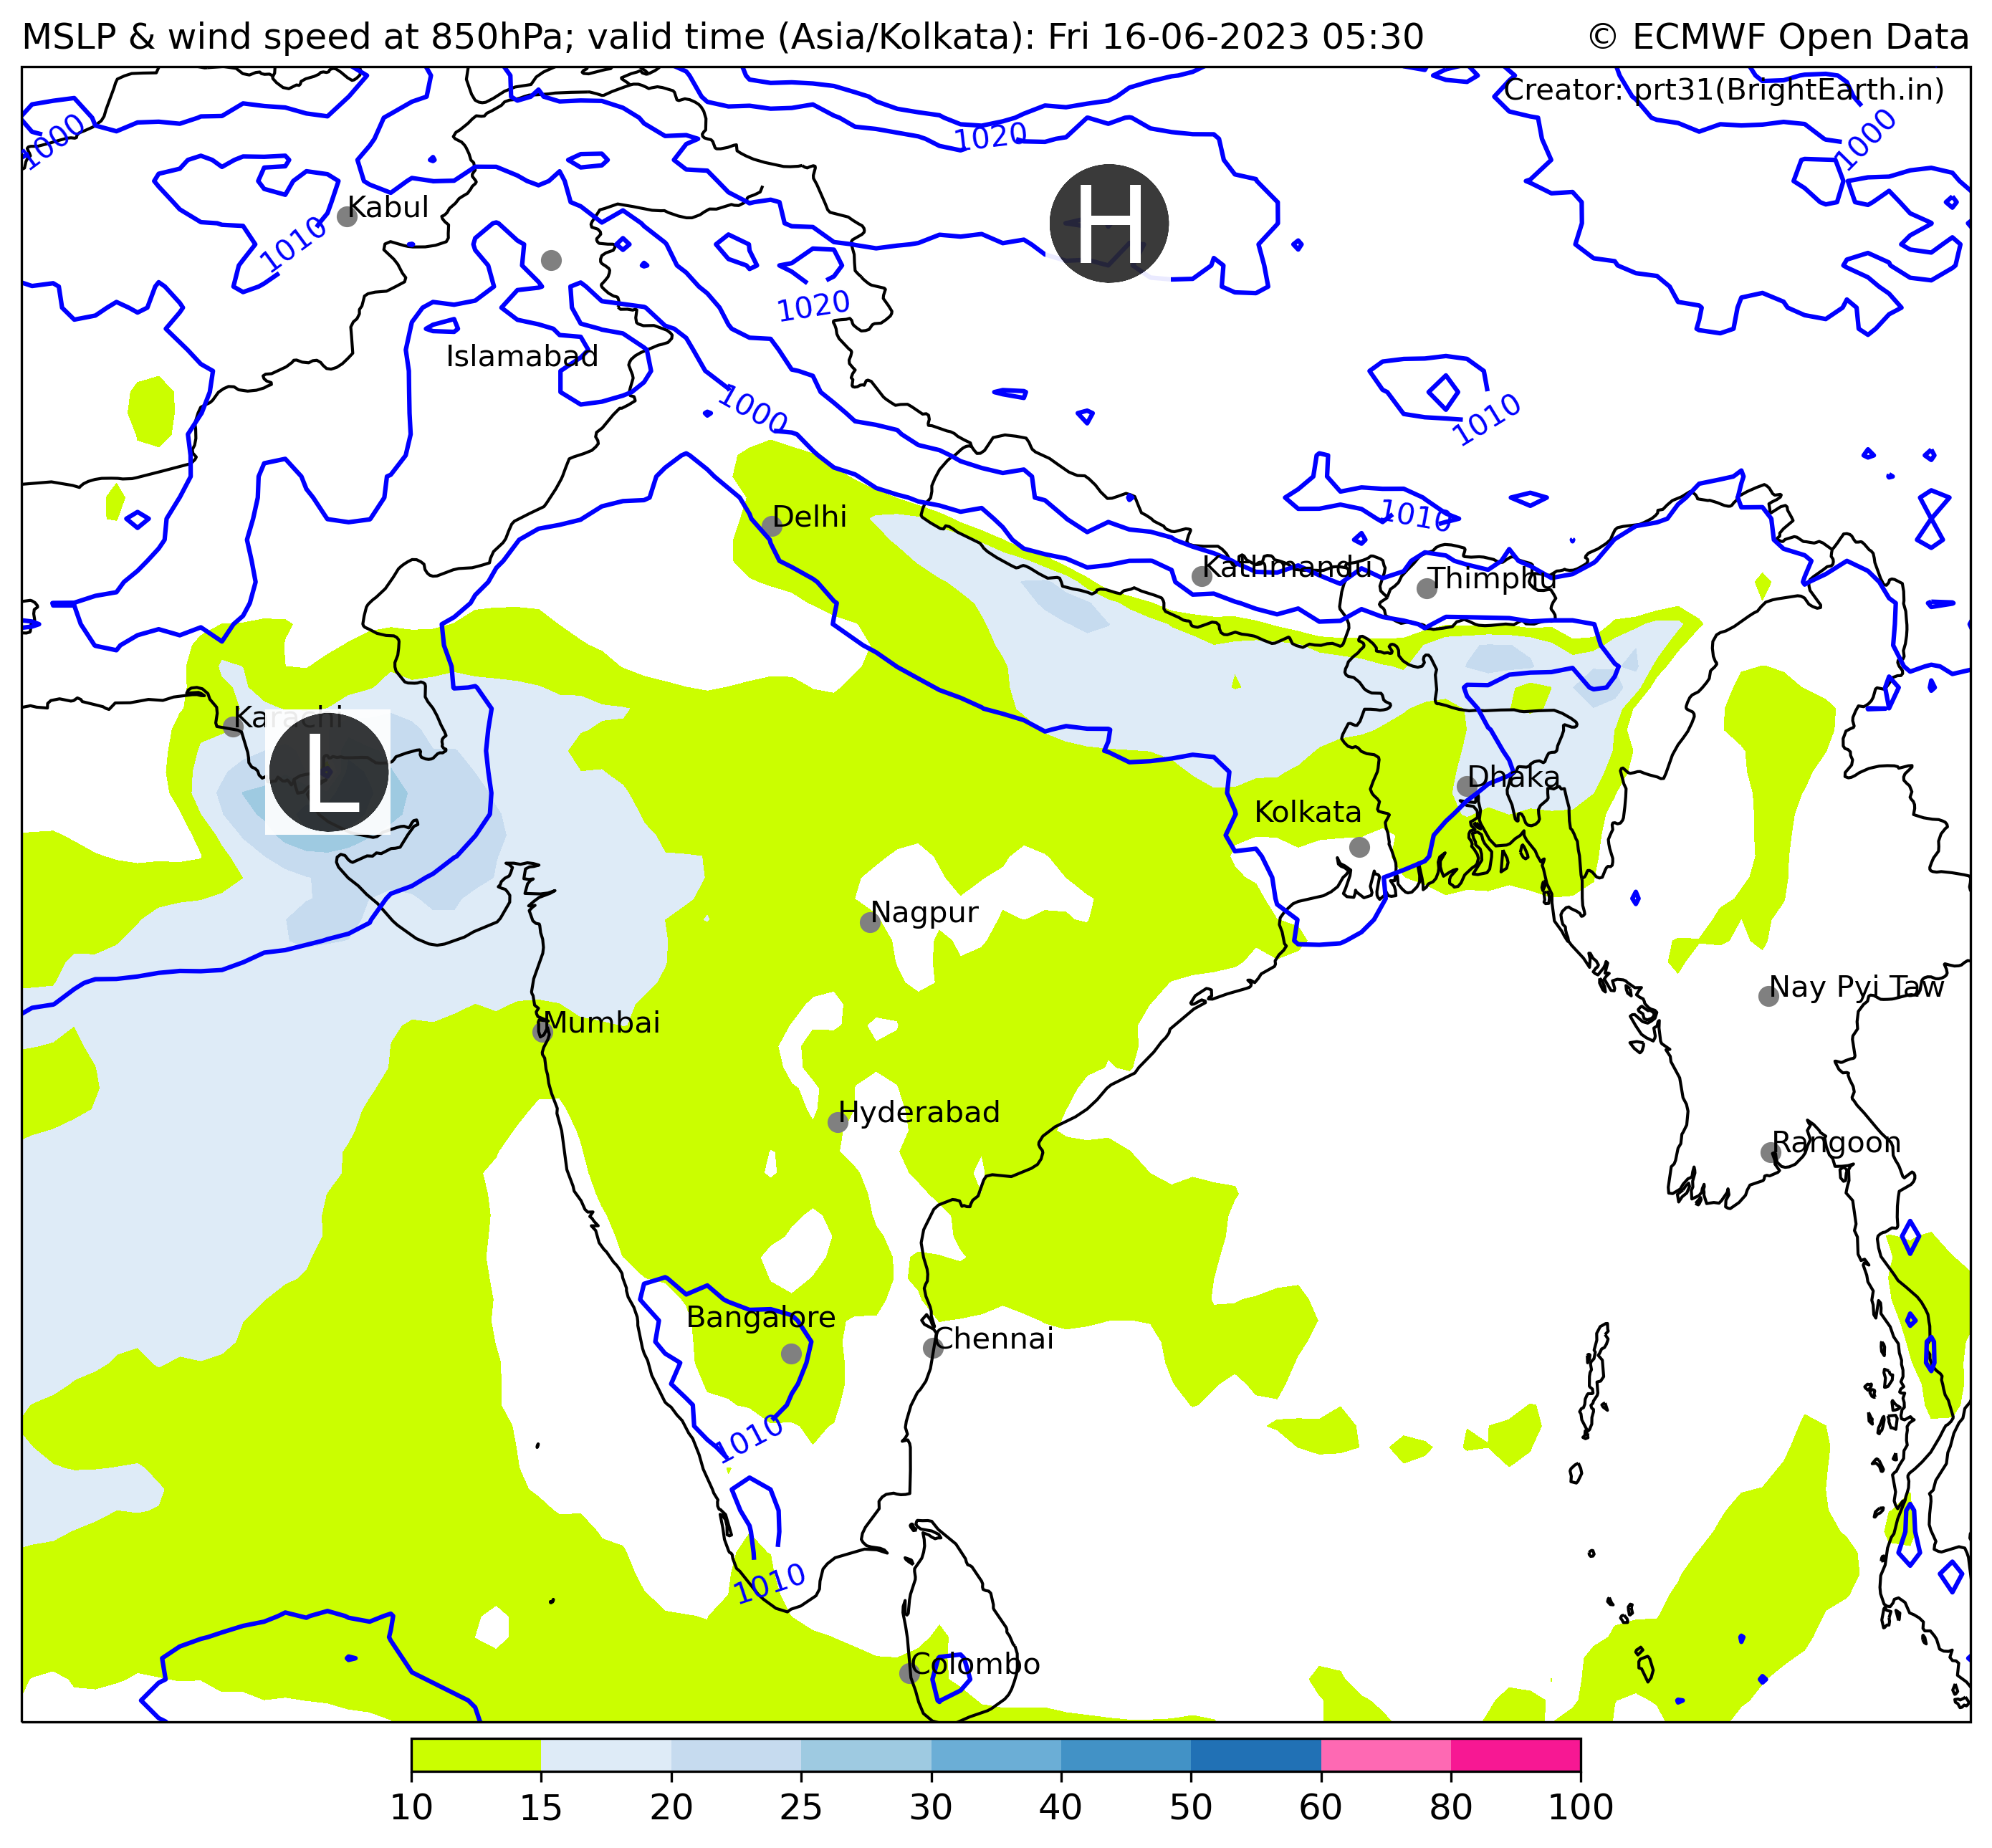 MSLP & wind speed at 850hPa; valid time (Asia/Kolkata): Fri 16-06-2023 05:30
© ECMWF Open Data
Creator: prt31(BrightEarth.in)
1000
1020
1000
H
Kabul
1010
1020
Islamabad
1000
1010
Delhi
1010
Kathmandu
Thimphu
Karachi
L
Dhaka
Kolkata
Nagpur
Nay Pyi Taw
Mumbai
Hyderabad
Rangoon
Bangalore
Chennai
1010
1010
Colombo
10 15 20 25 30 40 50 60 80 100